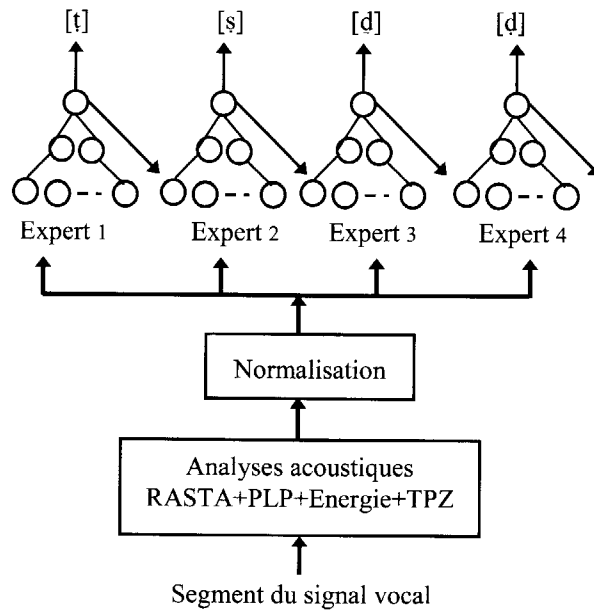 [ṭ] [ṣ] [ḏ] [ḍ]
Expert 1 Expert 2 Expert 3 Expert 4
Normalisation
Analyses acoustiques
RASTA+PLP+Energie+TPZ
Segment du signal vocal